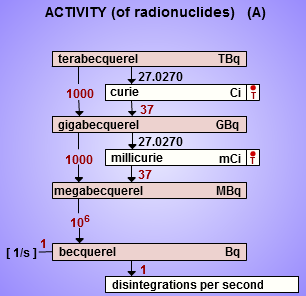 ACTIVITY (of radionuclides) (A)
terabecquerel TBq
27.0270
1000 curie Ci T
37
gigabecquerel GBq
27.0270
1000 millicurie mCi T
37
megabecquerel MBq
10⁶
1
[ 1/s ] becquerel Bq
1
disintegrations per second